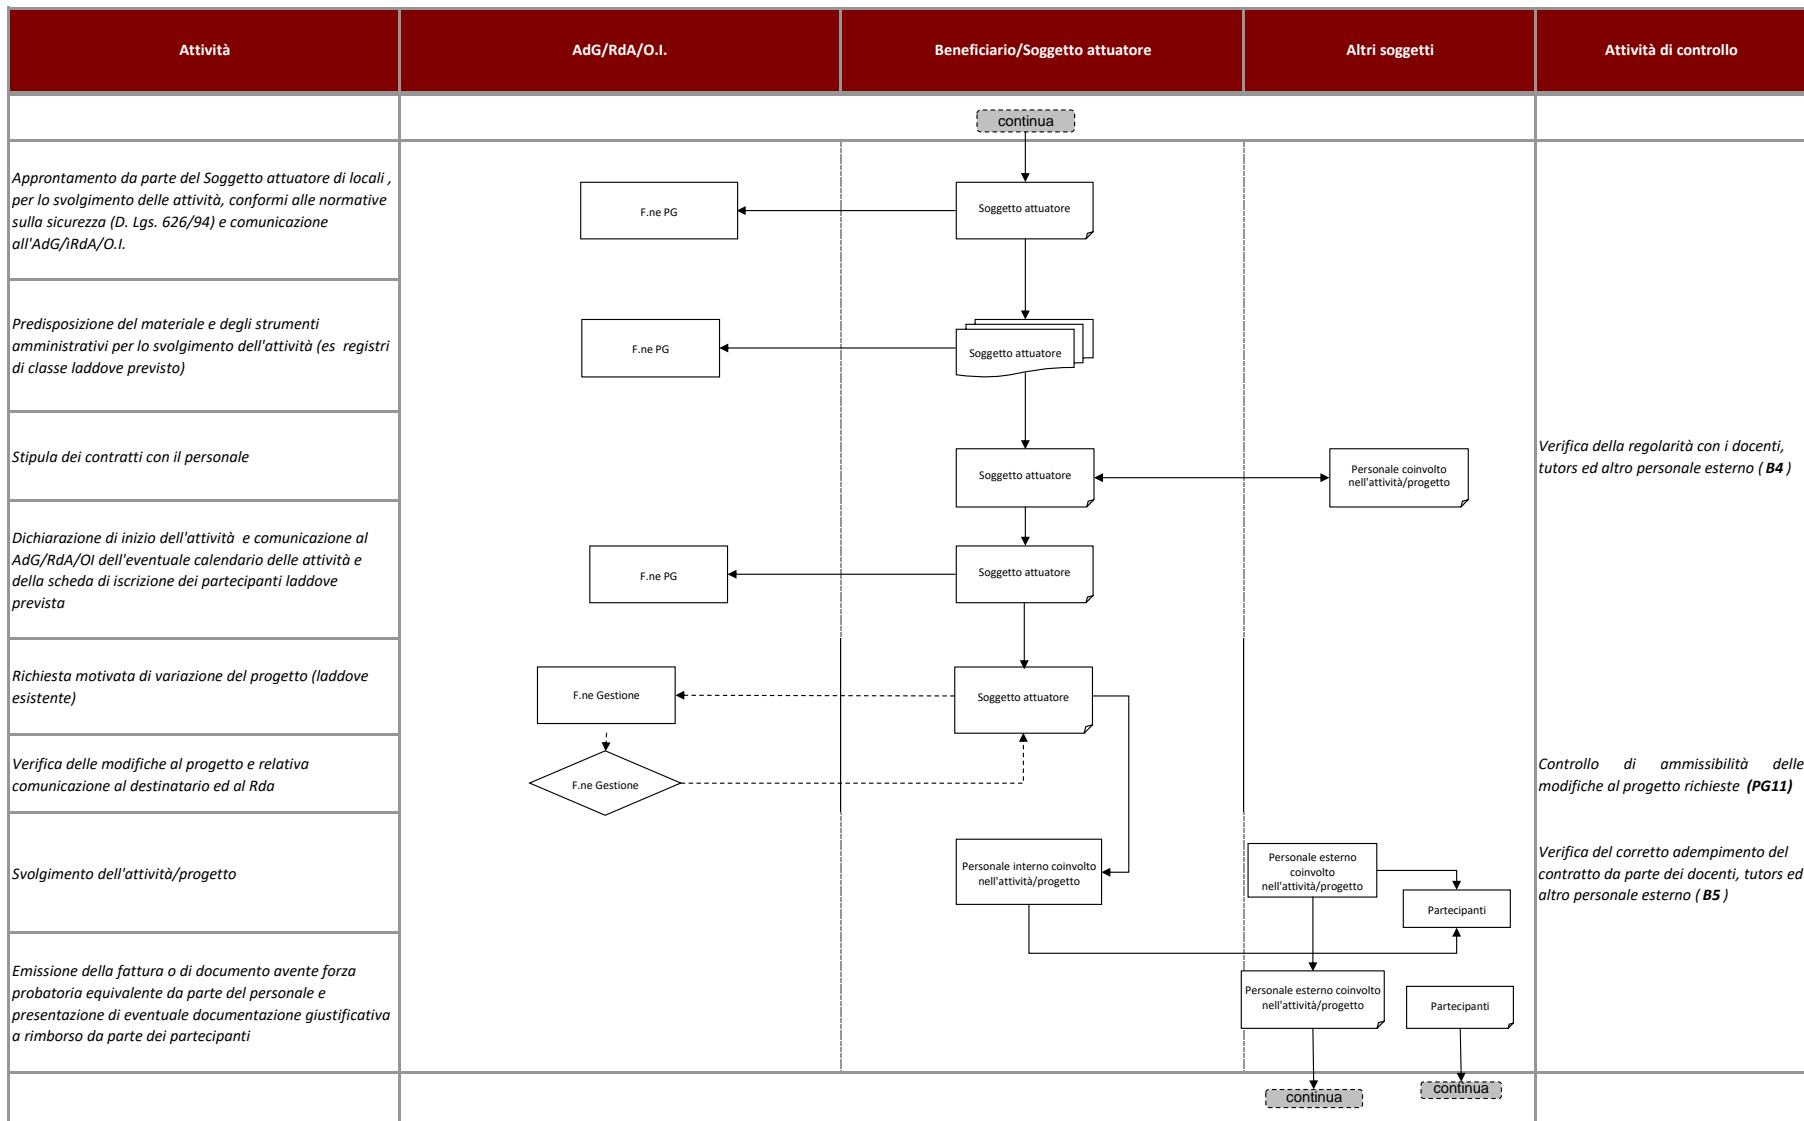 Attività
AdG/RdA/O.I.
Beneficiario/Soggetto attuatore
Altri soggetti
Attività di controllo
continua
Approntamento da parte del Soggetto attuatore di locali ,
per lo svolgimento delle attività, conformi alle normative
sulla sicurezza (D. Lgs. 626/94) e comunicazione
all'AdG/ìRdA/O.I.
F.ne PG
Soggetto attuatore
Predisposizione del materiale e degli strumenti
amministrativi per lo svolgimento dell'attività (es registri
di classe laddove previsto)
F.ne PG
Soggetto attuatore
Stipula dei contratti con il personale
Soggetto attuatore
Personale coinvolto
nell'attività/progetto
Verifica della regolarità con i docenti,
tutors ed altro personale esterno ( B4 )
Dichiarazione di inizio dell'attività e comunicazione al
AdG/RdA/OI dell'eventuale calendario delle attività e
della scheda di iscrizione dei partecipanti laddove
prevista
F.ne PG
Soggetto attuatore
Richiesta motivata di variazione del progetto (laddove
esistente)
F.ne Gestione
Soggetto attuatore
Verifica delle modifiche al progetto e relativa
comunicazione al destinatario ed al Rda
F.ne Gestione
Controllo di ammissibilità delle
modifiche al progetto richieste (PG11)
Svolgimento dell'attività/progetto
Personale interno coinvolto
nell'attività/progetto
Personale esterno
coinvolto
nell'attività/progetto
Partecipanti
Verifica del corretto adempimento del
contratto da parte dei docenti, tutors ed
altro personale esterno ( B5 )
Emissione della fattura o di documento avente forza
probatoria equivalente da parte del personale e
presentazione di eventuale documentazione giustificativa
a rimborso da parte dei partecipanti
Personale esterno coinvolto
nell'attività/progetto
Partecipanti
continua
continua